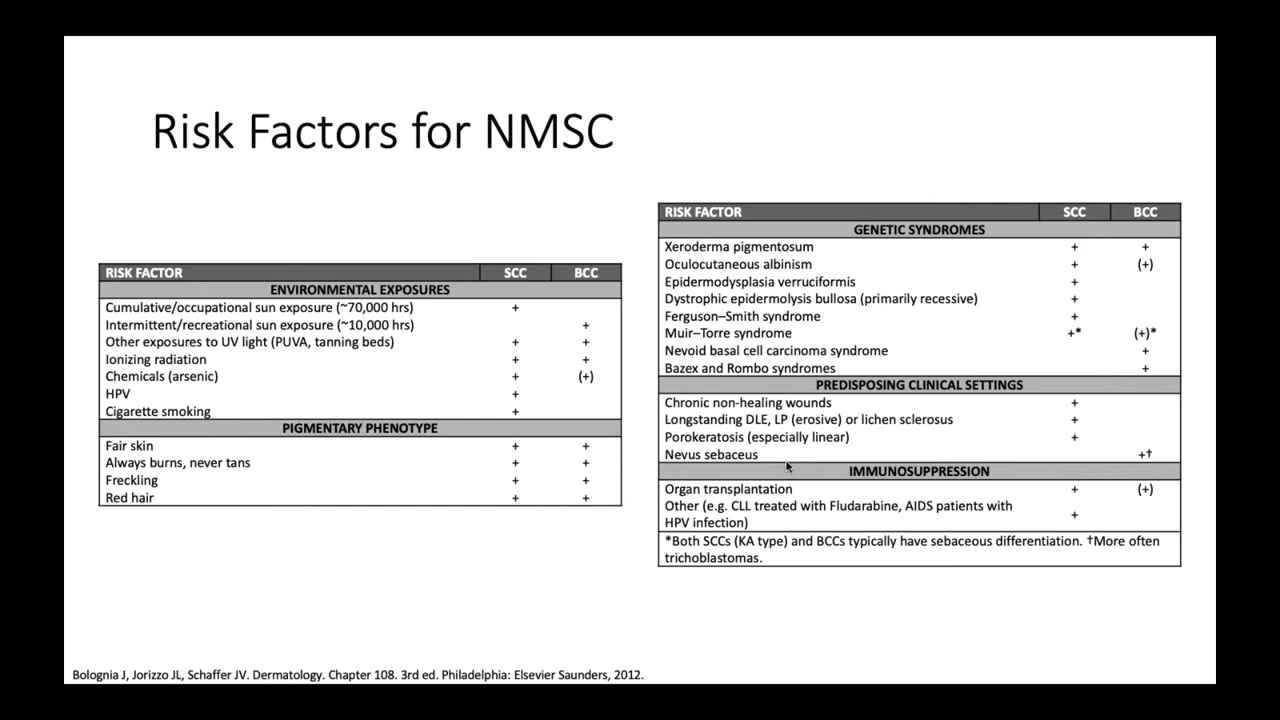 Risk Factors for NMSC
RISK FACTOR SCC BCC
ENVIRONMENTAL EXPOSURES
Cumulative/occupational sun exposure (~70,000 hrs) +
Intermittent/recreational sun exposure (~10,000 hrs) +
Other exposures to UV light (PUVA, tanning beds) + +
Ionizing radiation + +
Chemicals (arsenic) + (+)
HPV +
Cigarette smoking +
PIGMENTARY PHENOTYPE
Fair skin + +
Always burns, never tans + +
Freckling + +
Red hair + +
RISK FACTOR SCC BCC
GENETIC SYNDROMES
Xeroderma pigmentosum + +
Oculocutaneous albinism + (+)
Epidermodysplasia verruciformis +
Dystrophic epidermolysis bullosa (primarily recessive) +
Ferguson–Smith syndrome +
Muir–Torre syndrome +* (+)*
Nevoid basal cell carcinoma syndrome +
Bazex and Rombo syndromes +
PREDISPOSING CLINICAL SETTINGS
Chronic non-healing wounds +
Longstanding DLE, LP (erosive) or lichen sclerosus +
Porokeratosis (especially linear) +
Nevus sebaceus +†
IMMUNOSUPPRESSION
Organ transplantation + (+)
Other (e.g. CLL treated with Fludarabine, AIDS patients with
HPV infection) +
*Both SCCs (KA type) and BCCs typically have sebaceous differentiation. †More often
trichoblastomas.
Bolognia J, Jorizzo JL, Schaffer JV. Dermatology. Chapter 108. 3rd ed. Philadelphia: Elsevier Saunders, 2012.